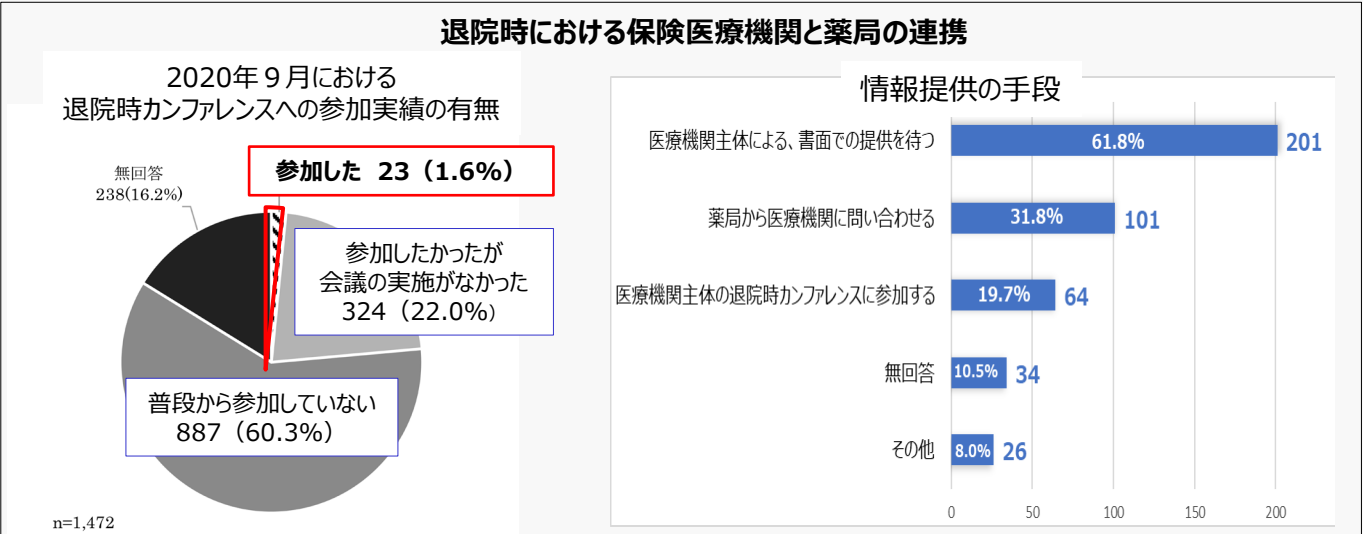 退院時における保険医療機関と薬局の連携
2020年９月における
退院時カンファレンスへの参加実績の有無
無回答
238(16.2%)
参加した 23（1.6%）
参加したかったが
会議の実施がなかった
324（22.0%）
普段から参加していない
887（60.3%）
n=1,472
情報提供の手段
医療機関主体による、書面での提供を待つ 61.8% 201
薬局から医療機関に問い合わせる 31.8% 101
医療機関主体の退院時カンファレンスに参加する 19.7% 64
無回答 10.5% 34
その他 8.0% 26
0 50 100 150 200